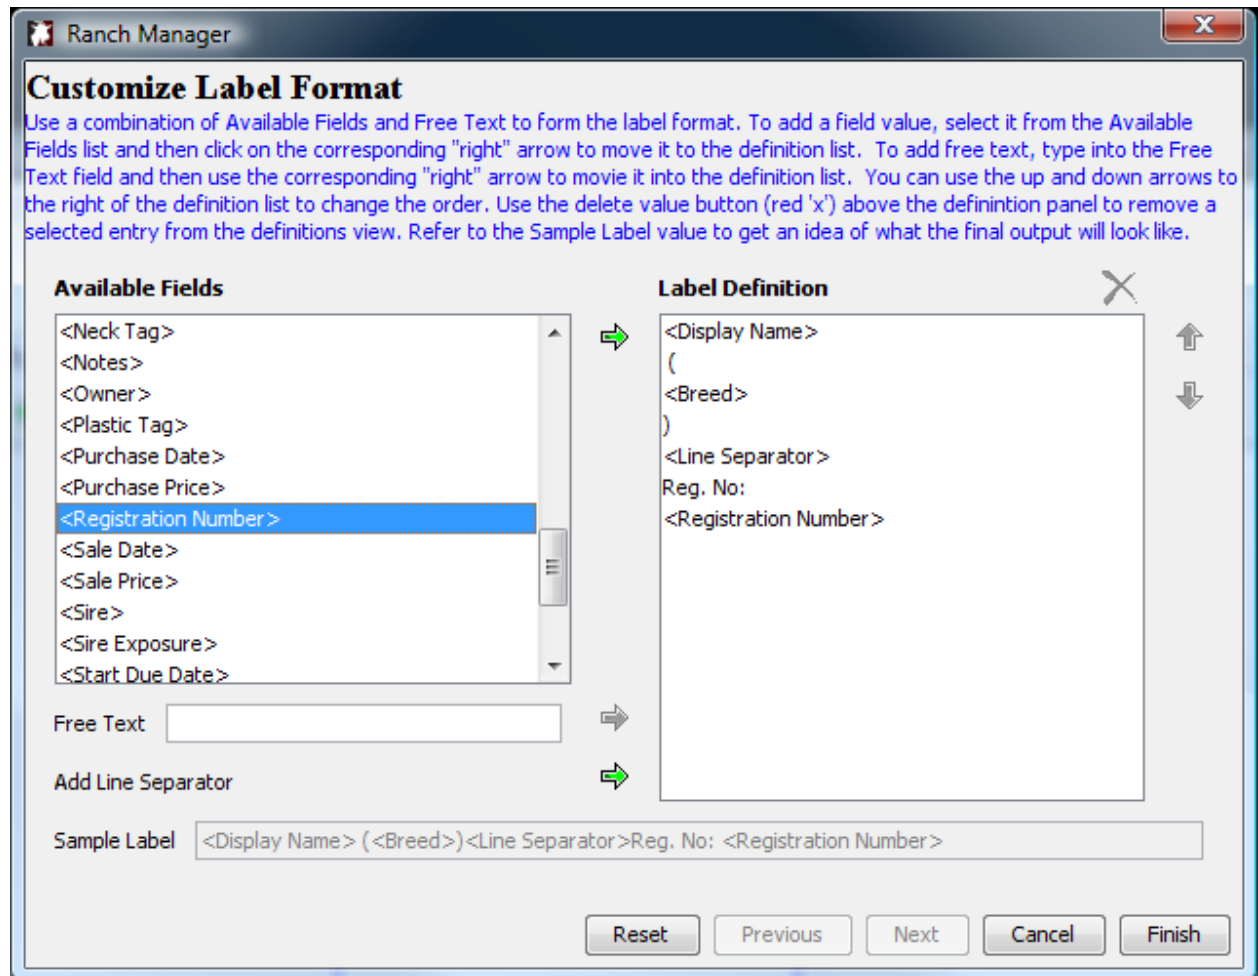 Ranch Manager
Customize Label Format
Use a combination of Available Fields and Free Text to form the label format. To add a field value, select it from the Available
Fields list and then click on the corresponding "right" arrow to move it to the definition list.  To add free text, type into the Free
Text field and then use the corresponding "right" arrow to movie it into the definition list.  You can use the up and down arrows to
the right of the definition list to change the order. Use the delete value button (red 'x') above the definintion panel to remove a
selected entry from the definitions view. Refer to the Sample Label value to get an idea of what the final output will look like.
Available Fields
<Neck Tag>
<Notes>
<Owner>
<Plastic Tag>
<Purchase Date>
<Purchase Price>
<Registration Number>
<Sale Date>
<Sale Price>
<Sire>
<Sire Exposure>
<Start Due Date>
Free Text
Add Line Separator
Label Definition
<Display Name>
(
<Breed>
)
<Line Separator>
Reg. No:
<Registration Number>
Sample Label
<Display Name> (<Breed>)<Line Separator>Reg. No: <Registration Number>
Reset
Previous
Next
Cancel
Finish